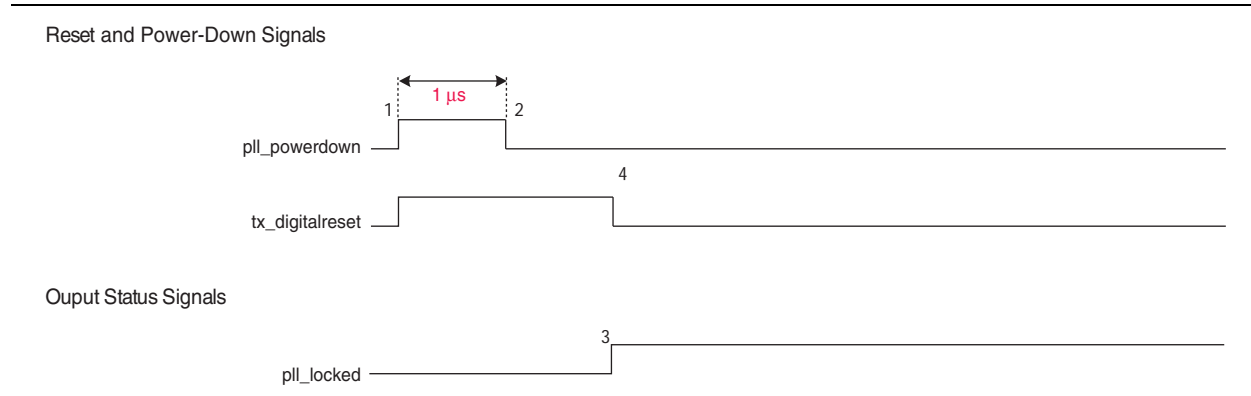 Reset and Power-Down Signals
1 μs
1
2
pll_powerdown
4
tx_digitalreset
Ouput Status Signals
3
pll_locked